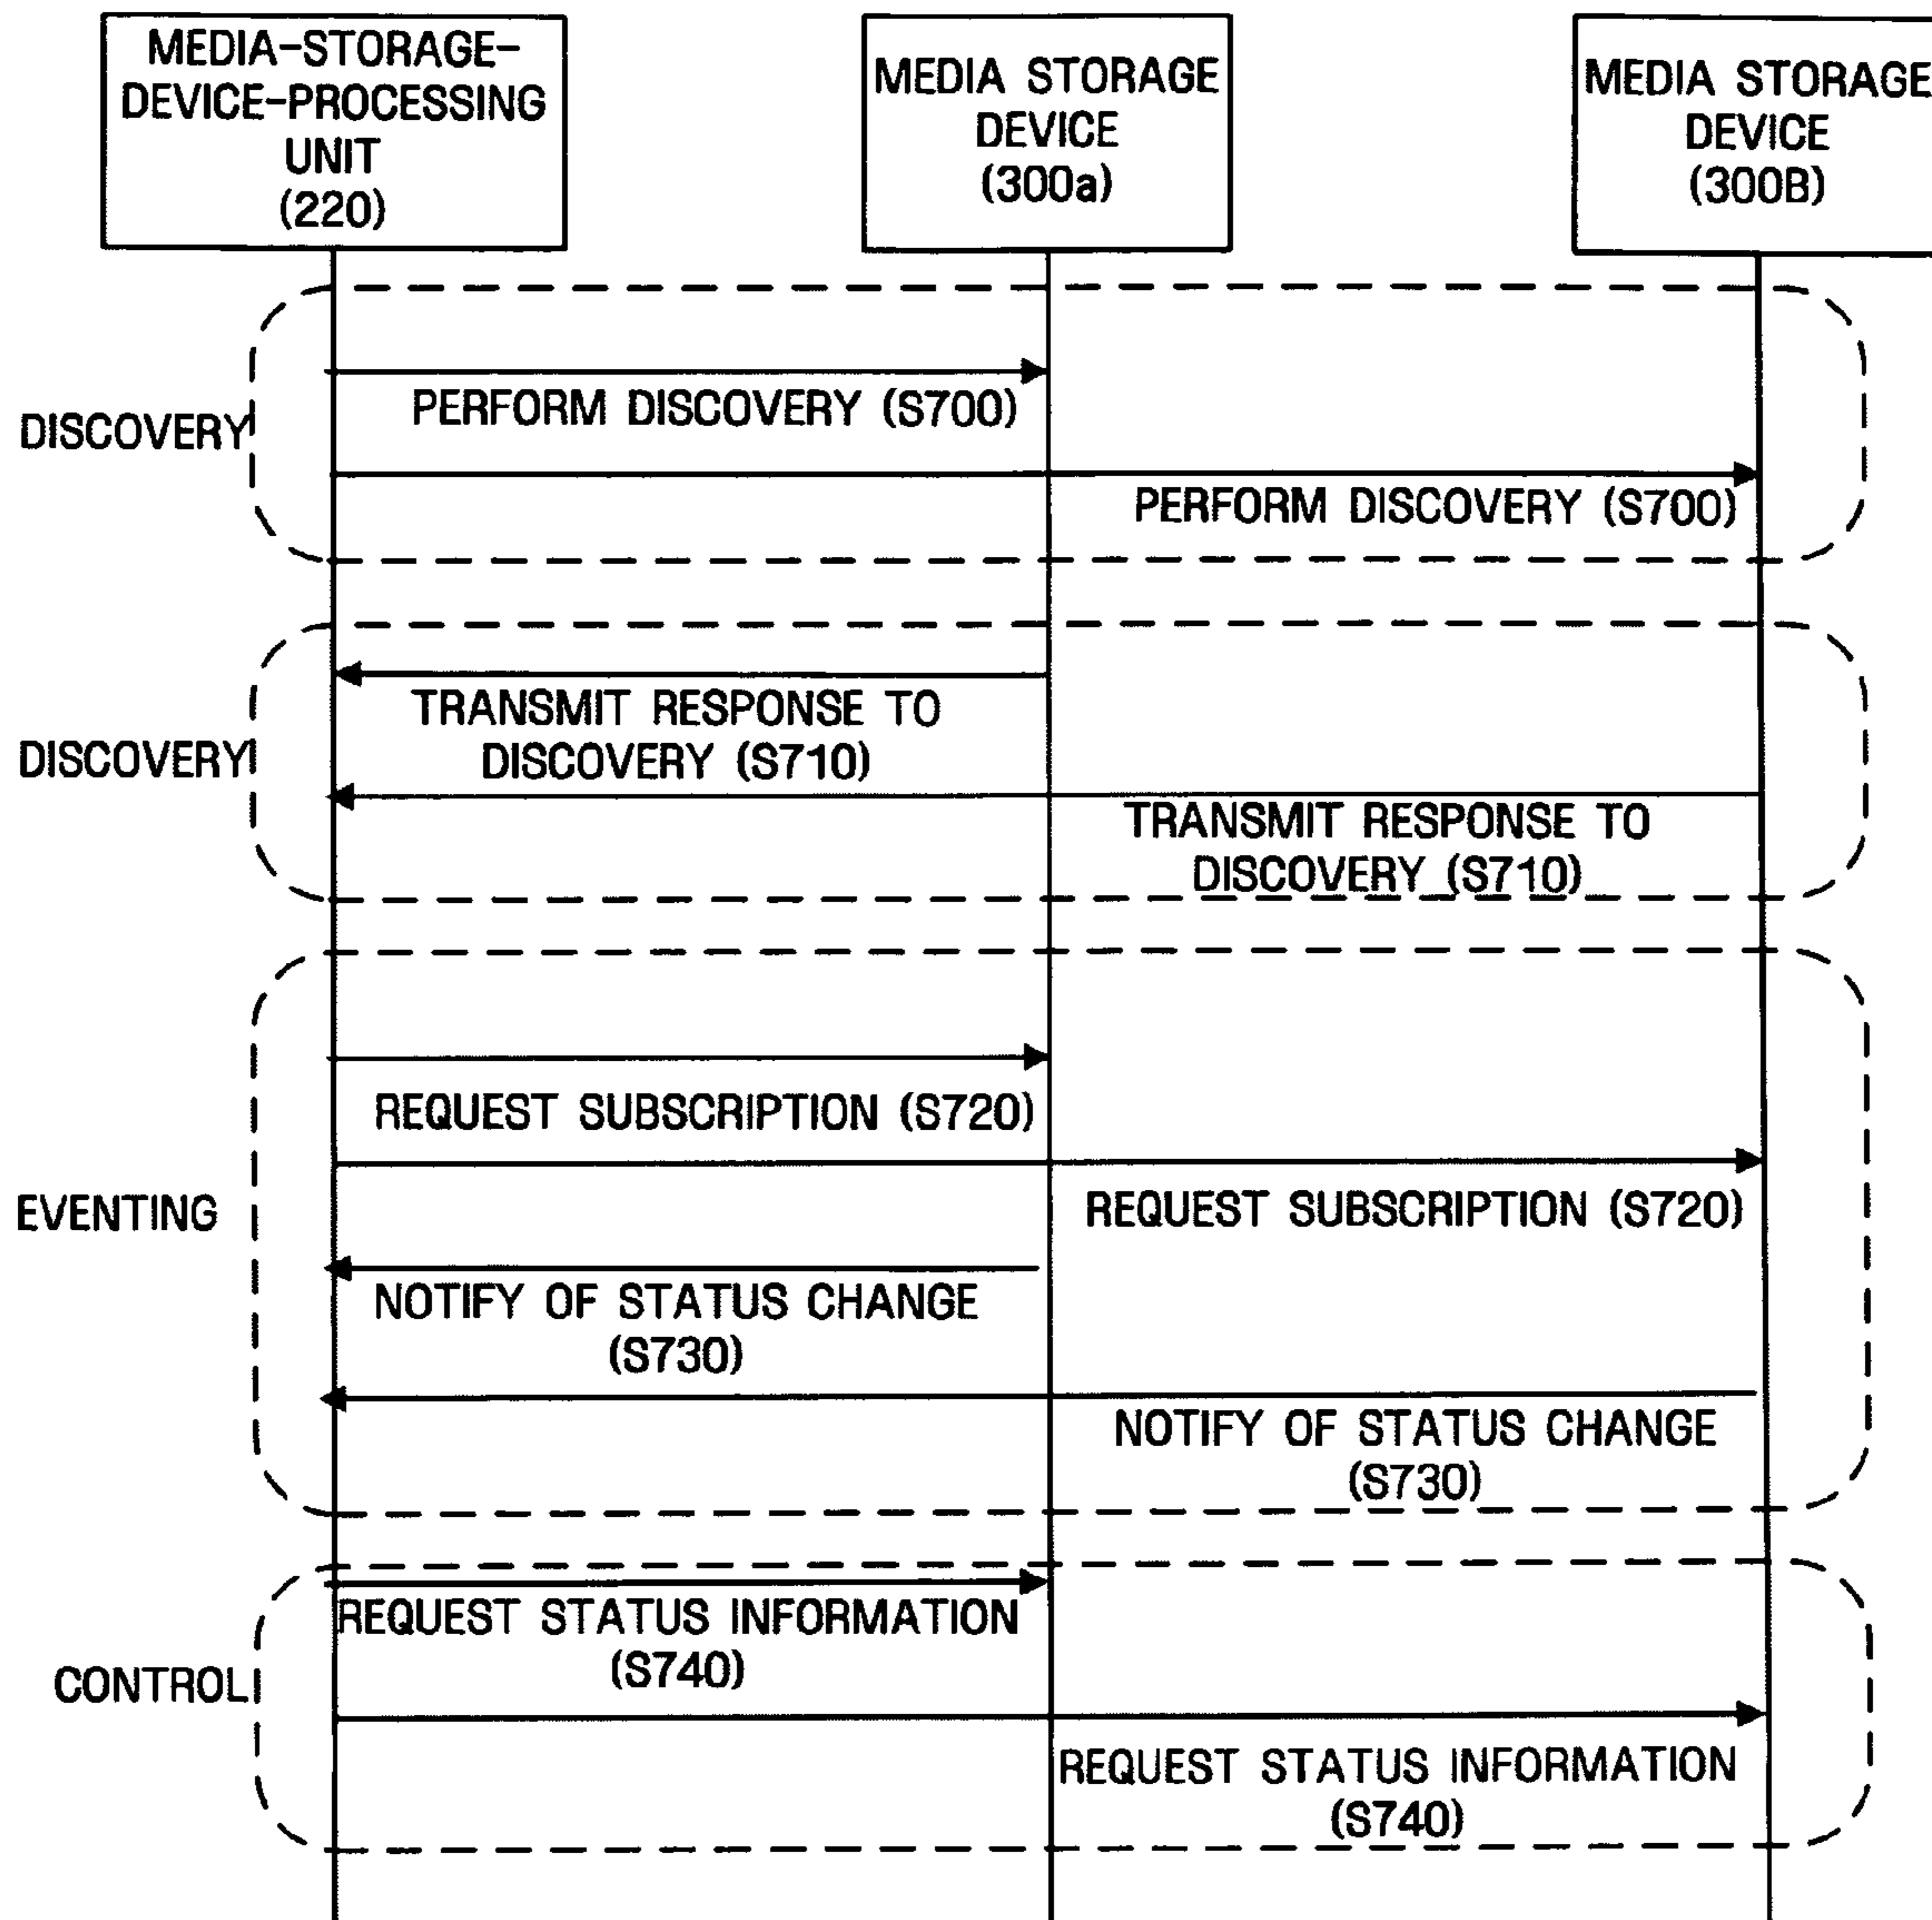 MEDIA-STORAGE-
DEVICE-PROCESSING
UNIT
(220)
MEDIA STORAGE
DEVICE
(300a)
MEDIA STORAGE
DEVICE
(300B)
DISCOVERY
PERFORM DISCOVERY (S700)
PERFORM DISCOVERY (S700)
DISCOVERY
TRANSMIT RESPONSE TO
DISCOVERY (S710)
TRANSMIT RESPONSE TO
DISCOVERY (S710)
EVENTING
REQUEST SUBSCRIPTION (S720)
REQUEST SUBSCRIPTION (S720)
NOTIFY OF STATUS CHANGE
(S730)
NOTIFY OF STATUS CHANGE
(S730)
CONTROL
REQUEST STATUS INFORMATION
(S740)
REQUEST STATUS INFORMATION
(S740)